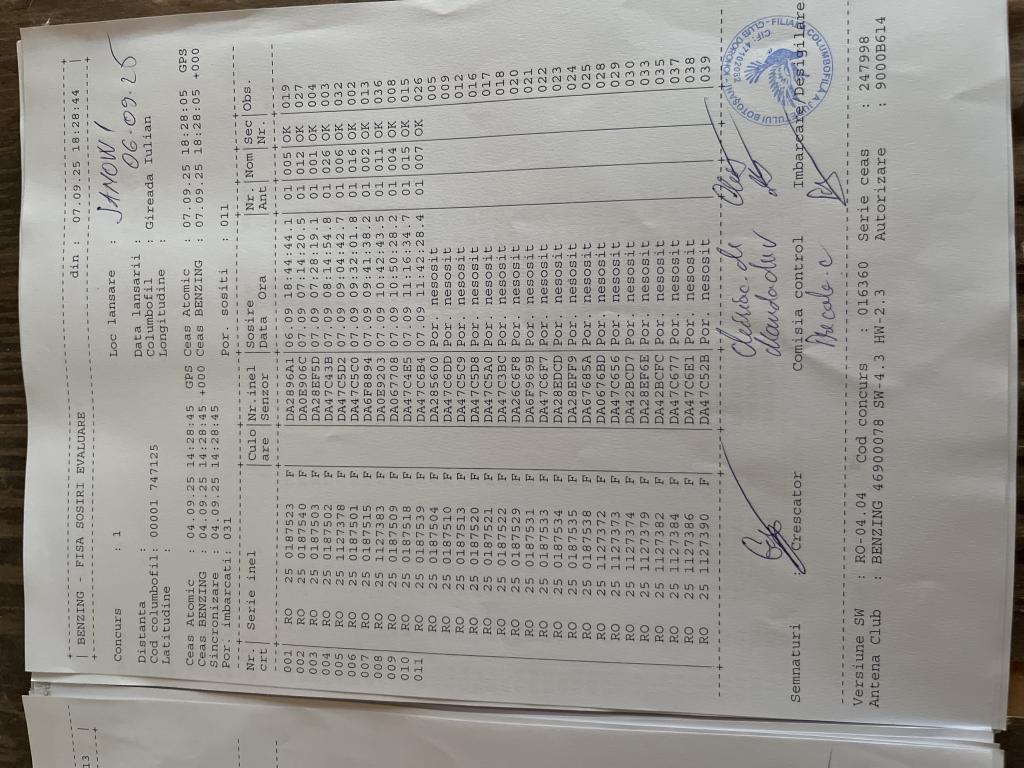 BENZING - FISA SOSIRI EVALUARE din : 07.09.25 18:28:44
Concurs : 1 Loc lansare : JANOW 1
Distanta : Data lansarii : 06.09.25
Cod columbofil: 00001 747125 Columbofil : Gireada Iulian
Latitudine : Longitudine :
Ceas Atomic : 04.09.25 14:28:45 GPS Ceas Atomic : 07.09.25 18:28:05 GPS
Ceas BENZING : 04.09.25 14:28:45 +000 Ceas BENZING : 07.09.25 18:28:05 +000
Sincronizare : 04.09.25 14:28:45
Por. imbarcati: 031 Por. sositi : 011
Nr. | Serie inel |Culo|Nr.inel |Sosire |Nr. |Nom|Sec|Obs.
crt | |are |Senzor |Data Ora |Ant | |Nr.|
001 RO 25 0187523 F DA2896A1 06.09 18:44:44.1 01 005 OK 019
002 RO 25 0187540 F DA0E906C 07.09 07:14:20.5 01 012 OK 027
003 RO 25 0187503 F DA28EF5D 07.09 07:28:19.1 01 001 OK 004
004 RO 25 0187502 F DA47C43B 07.09 08:14:54.8 01 026 OK 003
005 RO 25 1127378 F DA47C5D2 07.09 09:04:42.7 01 006 OK 032
006 RO 25 0187501 F DA47C5C0 07.09 09:32:01.8 01 016 OK 002
007 RO 25 0187515 F DA6F8894 07.09 09:41:38.2 01 002 OK 013
008 RO 25 1127383 F DA0E9203 07.09 10:42:43.5 01 011 OK 036
009 RO 25 0187509 F DA067708 07.09 10:50:28.7 01 014 OK 008
010 RO 25 0187518 F DA47C4E5 07.09 11:16:34.7 01 015 OK 015
011 RO 25 0187539 F DA47C6B4 07.09 11:42:28.4 01 007 OK 026
RO 25 0187504 F Por. nesosit 005
RO 25 0187510 F DA47C6DD Por. nesosit 009
RO 25 0187513 F DA47C5C9 Por. nesosit 012
RO 25 0187520 F DA47C5D8 Por. nesosit 016
RO 25 0187521 F DA47C5A0 Por. nesosit 017
RO 25 0187522 F DA47C3BC Por. nesosit 018
RO 25 0187529 F DA26C6F8 Por. nesosit 020
RO 25 0187531 F DA6F969B Por. nesosit 021
RO 25 0187533 F DA47C6F7 Por. nesosit 022
RO 25 0187534 F DA28EDCD Por. nesosit 023
RO 25 0187535 F DA28EFF9 Por. nesosit 024
RO 25 0187538 F DA67685A Por. nesosit 025
RO 25 1127372 F DA0676BD Por. nesosit 028
RO 25 1127373 F DA47C656 Por. nesosit 029
RO 25 1127374 F DA42BCD7 Por. nesosit 030
RO 25 1127379 F DA28EF6E Por. nesosit 033
RO 25 1127382 F DA42BCFC Por. nesosit 035
RO 25 1127384 F DA47C677 Por. nesosit 037
RO 25 1127386 F DA47C6E1 Por. nesosit 038
RO 25 1127390 F DA47C52B Por. nesosit 039
Semnaturi : Crescator Comisia control Imbarcare Desigilare
Versiune SW : RO-04.04 Cod concurs : 016360 Serie ceas : 247998
Antena Club : BENZING 46900078 SW-4.3 HW-2.3 Autorizare : 9000B614